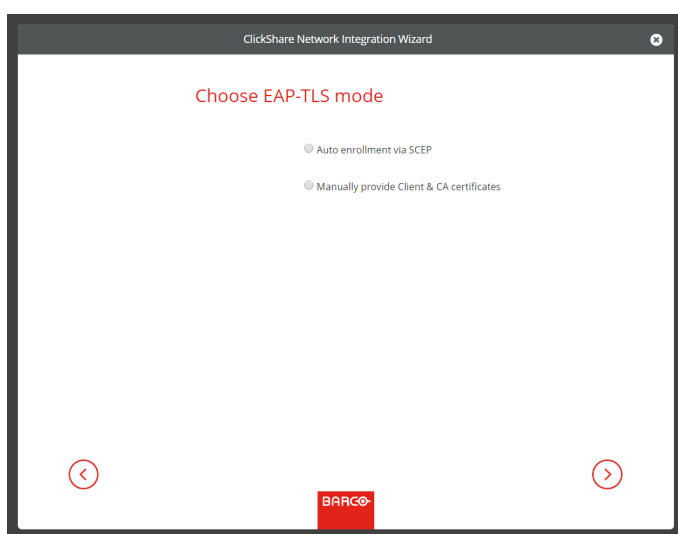 ClickShare Network Integration Wizard
Choose EAP-TLS mode
Auto enrollment via SCEP
Manually provide Client & CA certificates
BARCO